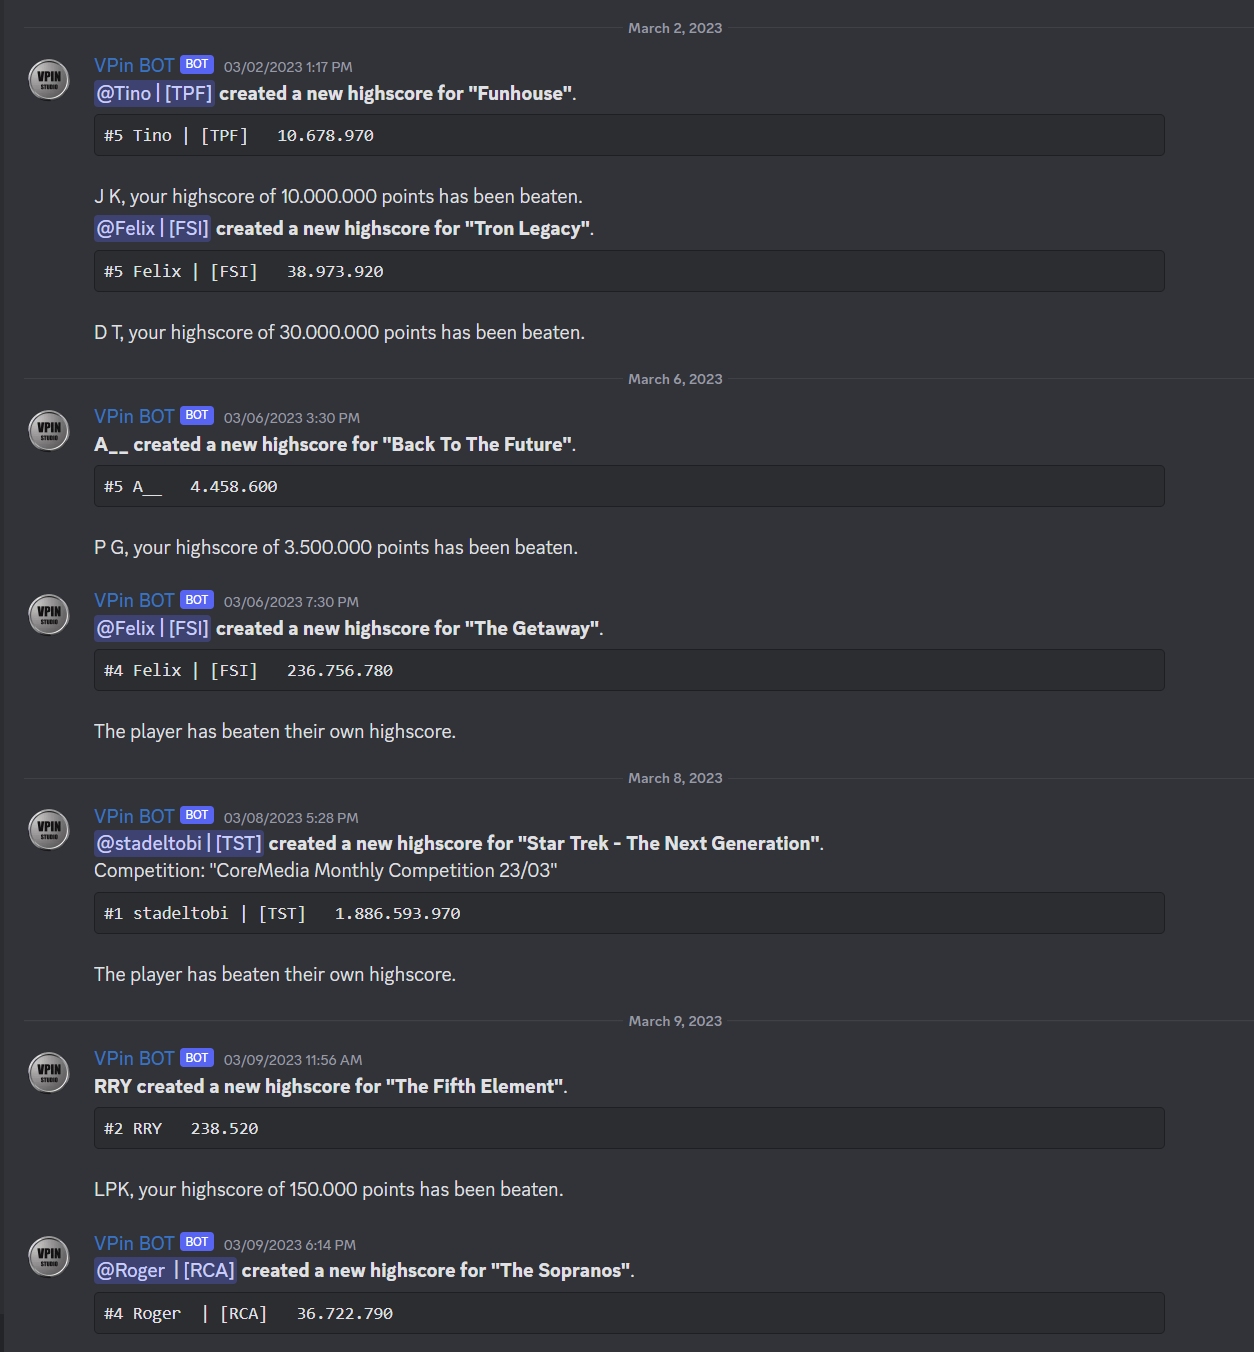 March 2, 2023
VPIN
STUDIO
VPin BOT BOT 03/02/2023 1:17 PM
@Tino | [TPF] created a new highscore for "Funhouse".
#5 Tino | [TPF]   10.678.970
J K, your highscore of 10.000.000 points has been beaten.
@Felix | [FSI] created a new highscore for "Tron Legacy".
#5 Felix | [FSI]   38.973.920
D T, your highscore of 30.000.000 points has been beaten.
March 6, 2023
VPIN
STUDIO
VPin BOT BOT 03/06/2023 3:30 PM
A__ created a new highscore for "Back To The Future".
#5 A__   4.458.600
P G, your highscore of 3.500.000 points has been beaten.
VPIN
STUDIO
VPin BOT BOT 03/06/2023 7:30 PM
@Felix | [FSI] created a new highscore for "The Getaway".
#4 Felix | [FSI]   236.756.780
The player has beaten their own highscore.
March 8, 2023
VPIN
STUDIO
VPin BOT BOT 03/08/2023 5:28 PM
@stadeltobi | [TST] created a new highscore for "Star Trek - The Next Generation".
Competition: "CoreMedia Monthly Competition 23/03"
#1 stadeltobi | [TST]   1.886.593.970
The player has beaten their own highscore.
March 9, 2023
VPIN
STUDIO
VPin BOT BOT 03/09/2023 11:56 AM
RRY created a new highscore for "The Fifth Element".
#2 RRY   238.520
LPK, your highscore of 150.000 points has been beaten.
VPIN
STUDIO
VPin BOT BOT 03/09/2023 6:14 PM
@Roger  | [RCA] created a new highscore for "The Sopranos".
#4 Roger  | [RCA]   36.722.790